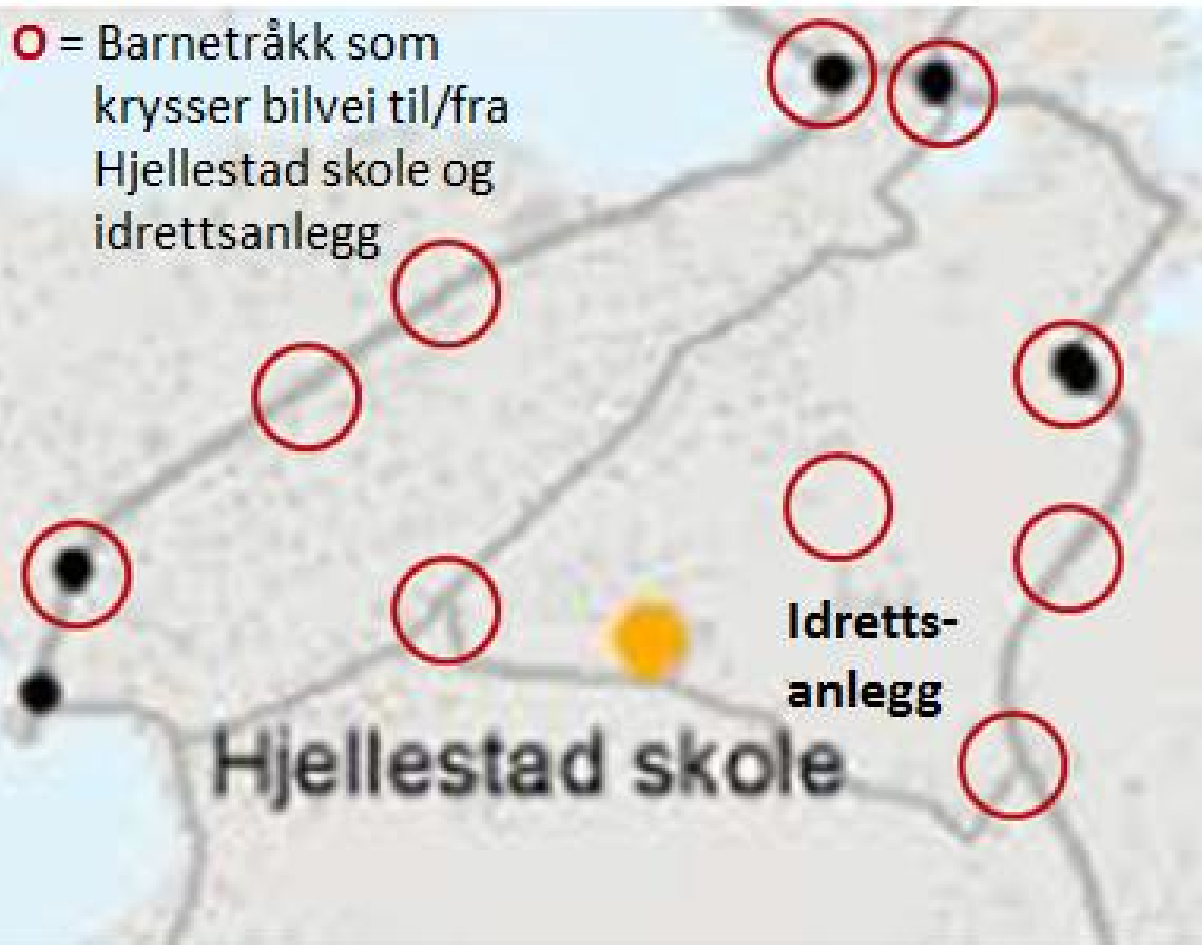 O = Barnetråkk som
krysser bilvei til/fra
Hjellestad skole og
idrettsanlegg
Idretts-
anlegg
Hjellestad skole